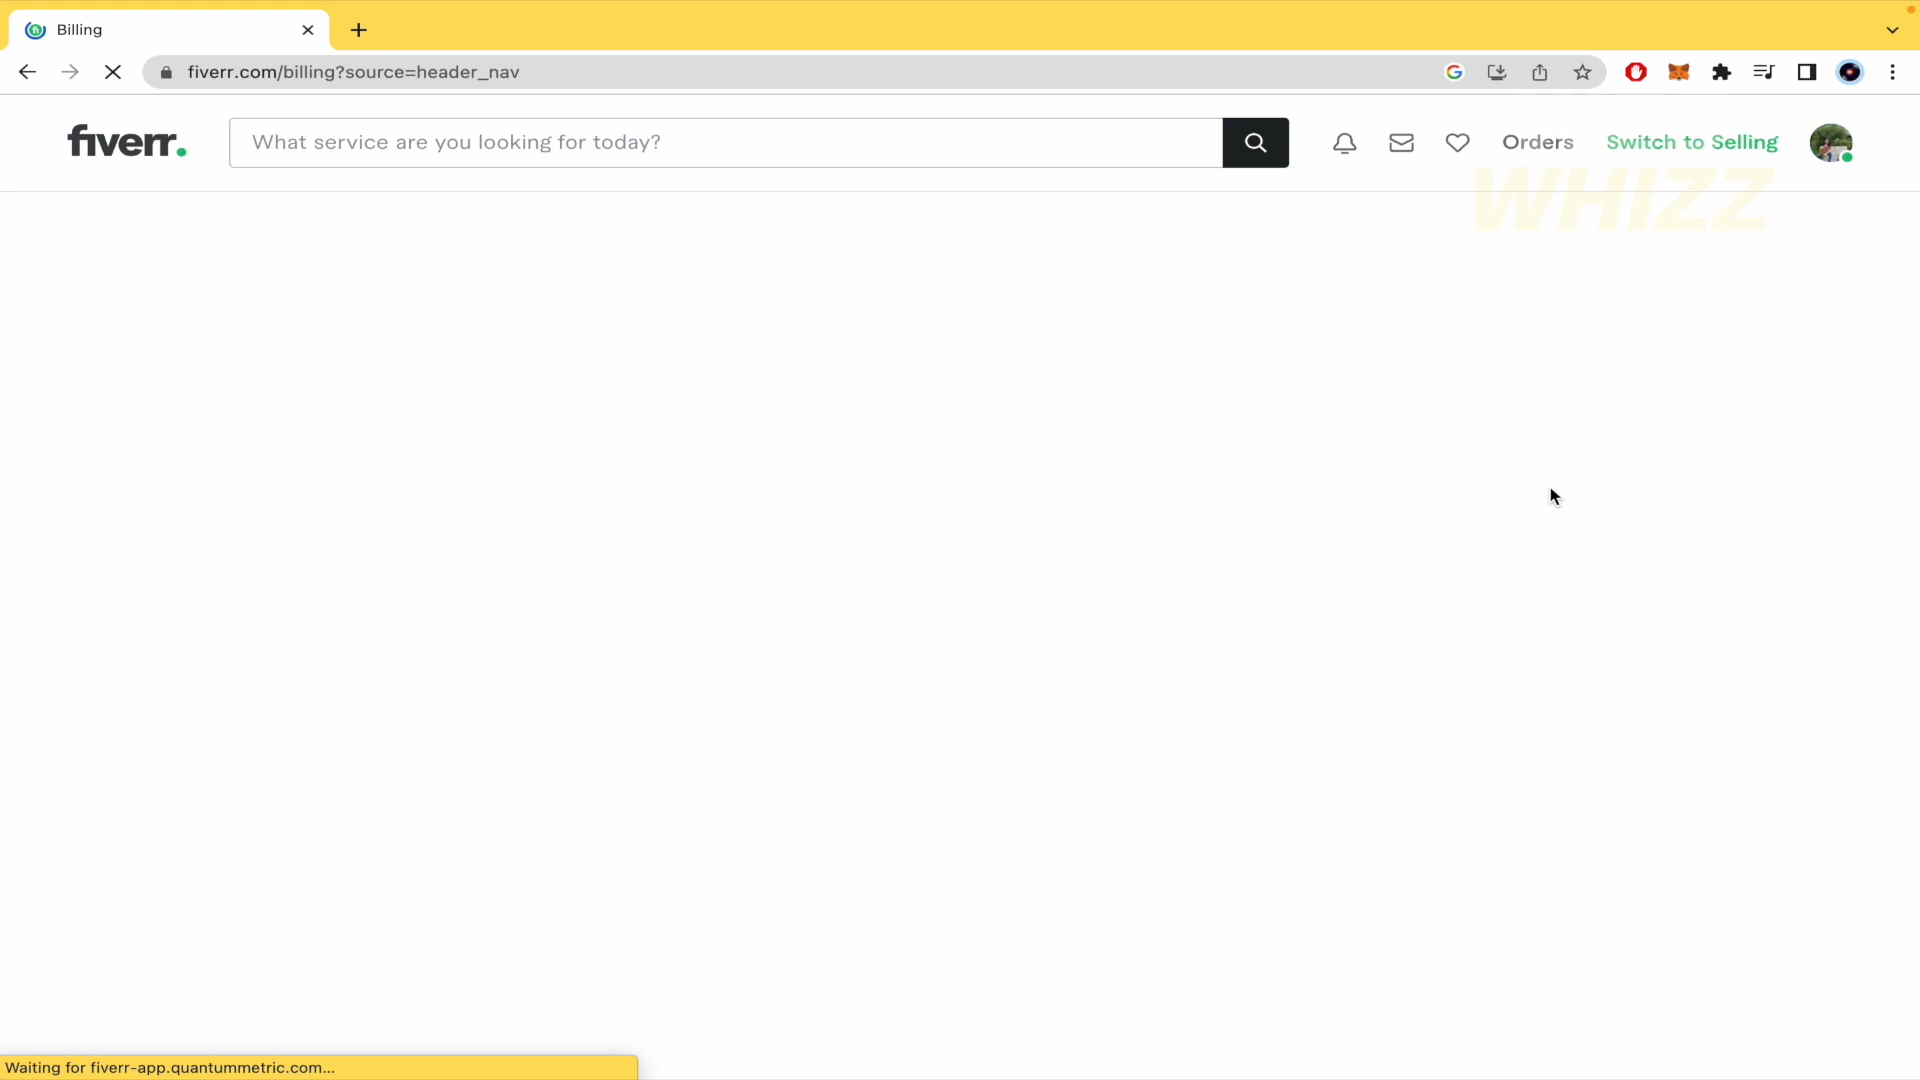 Billing
fiverr.com/billing?source=header_nav
fiverr.
What service are you looking for today?
Orders
Switch to Selling
WHIZZ
Waiting for fiverr-app.quantummetric.com...